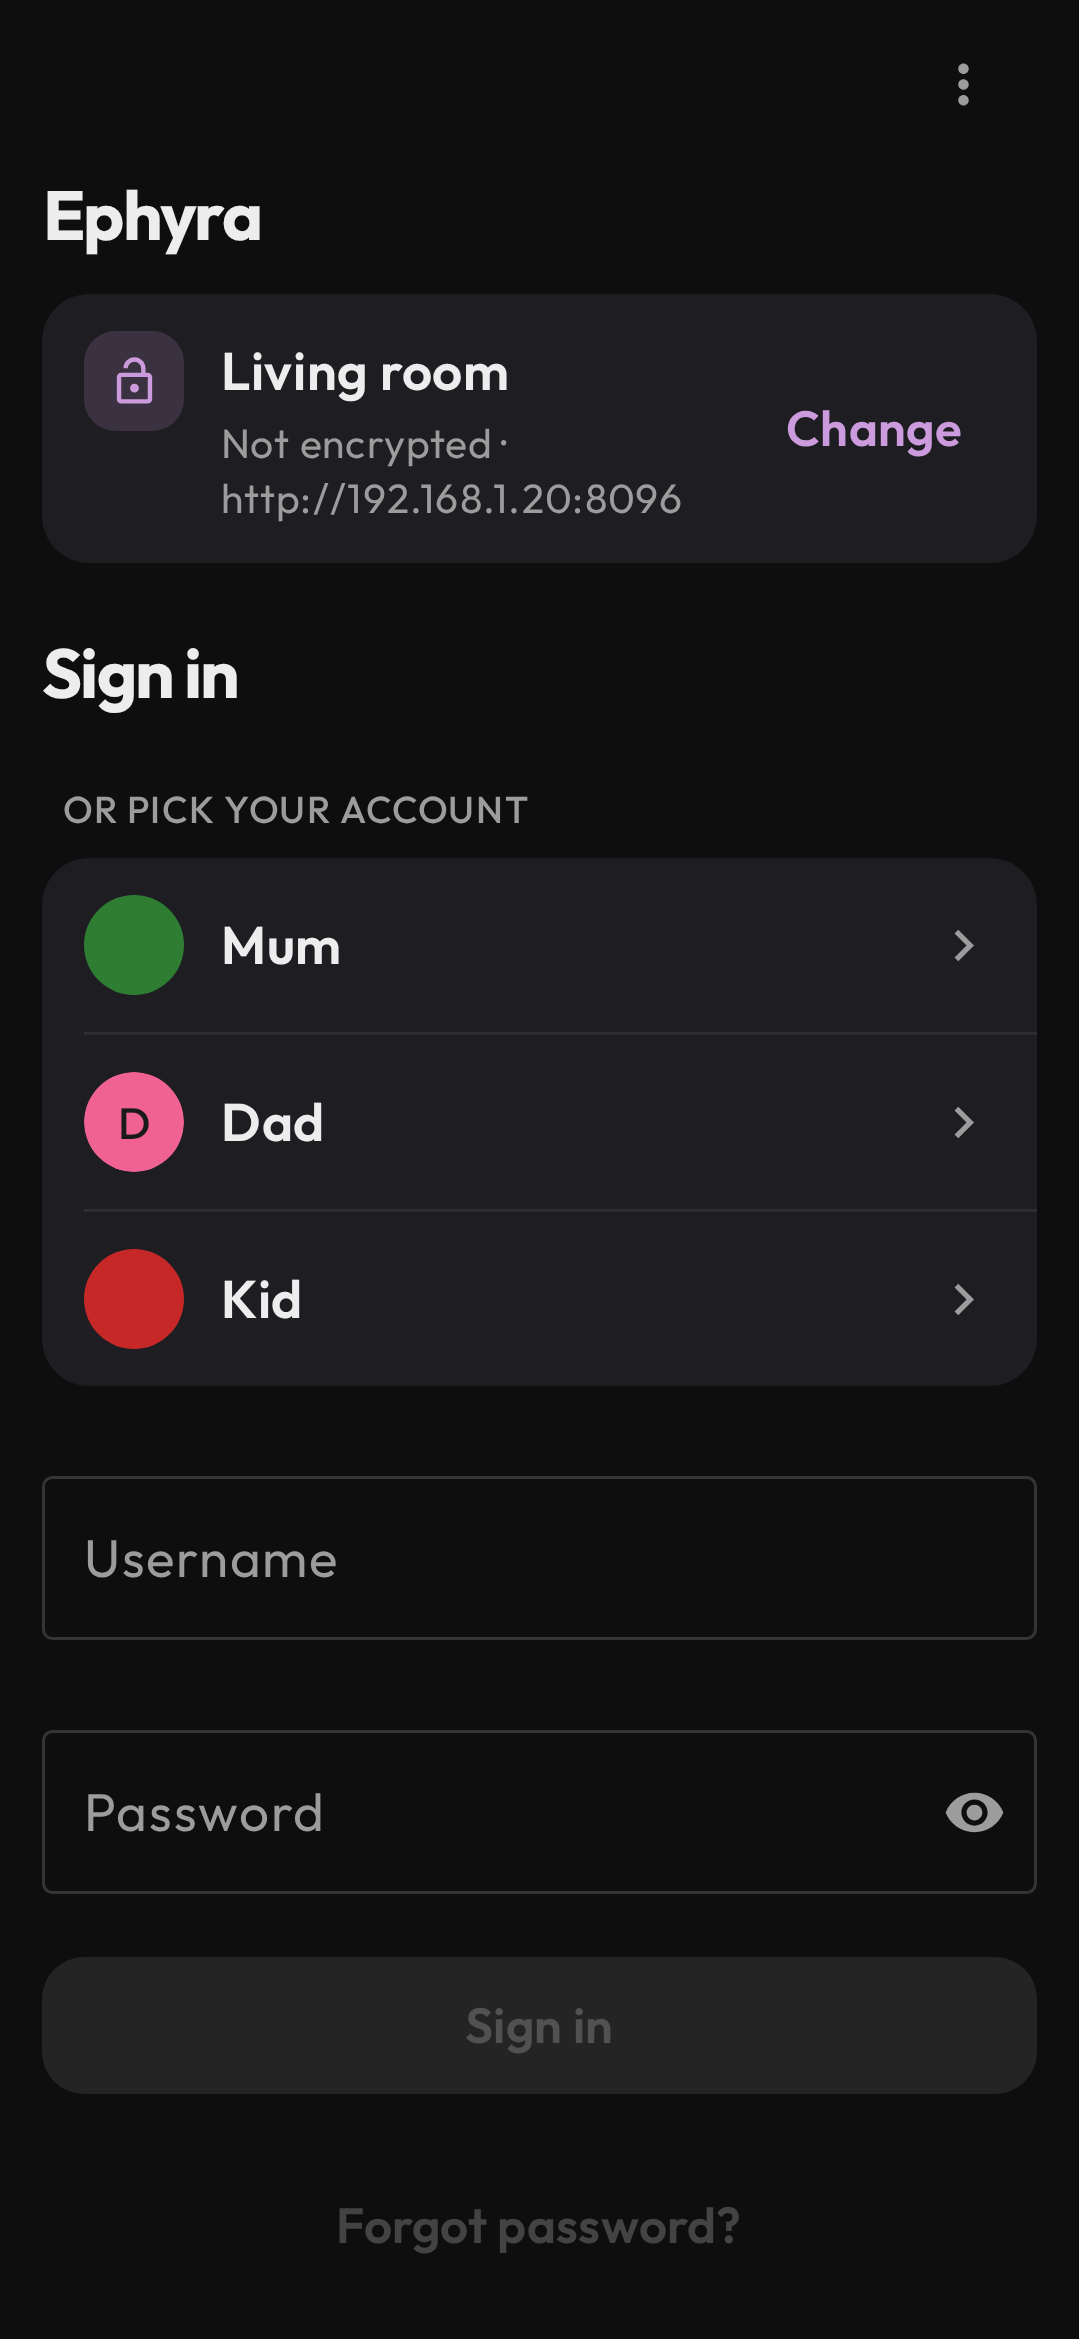 Ephyra
Living room
Not encrypted ·
http://192.168.1.20:8096
Change
Sign in
OR PICK YOUR ACCOUNT
Mum
D
Dad
Kid
Username
Password
Sign in
Forgot password?